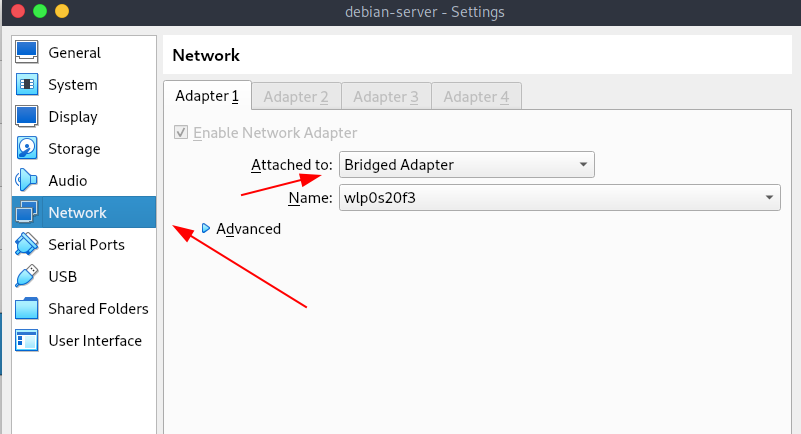 debian-server - Settings
General
System
Display
Storage
Audio
Network
Serial Ports
USB
Shared Folders
User Interface
Network
Adapter 1 Adapter 2 Adapter 3 Adapter 4
Enable Network Adapter
Attached to: Bridged Adapter
Name: wlp0s20f3
Advanced